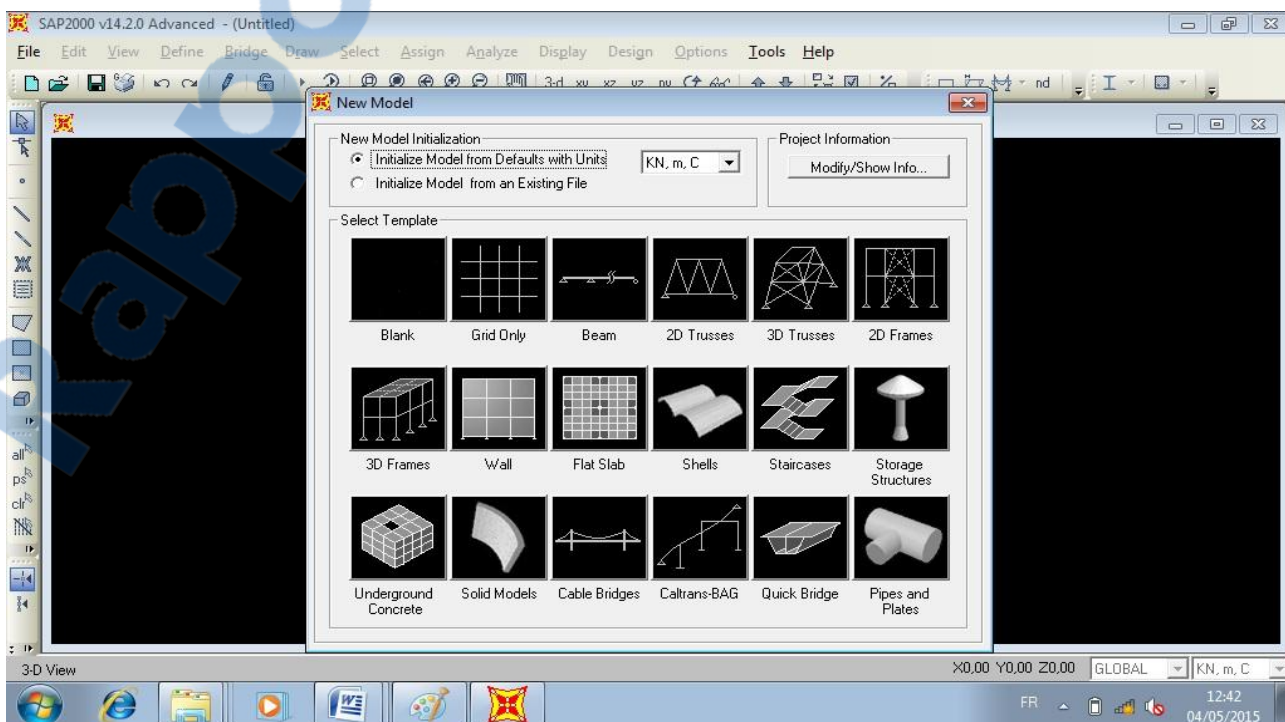 SAP2000 v14.2.0 Advanced - (Untitled)
File Edit View Define Bridge Draw Select Assign Analyze Display Design Options Tools Help
3-d xy xz yz nv
nd
New Model
New Model Initialization
Project Information
Initialize Model from Defaults with Units
KN, m, C
Modify/Show Info...
Initialize Model from an Existing File
Select Template
Blank Grid Only Beam 2D Trusses 3D Trusses 2D Frames
3D Frames Wall Flat Slab Shells Staircases Storage Structures
Underground Concrete Solid Models Cable Bridges Caltrans-BAG Quick Bridge Pipes and Plates
all
ps
clr
3-D View
X0,00 Y0,00 Z0,00
GLOBAL
KN, m, C
FR
12:42
04/05/2015